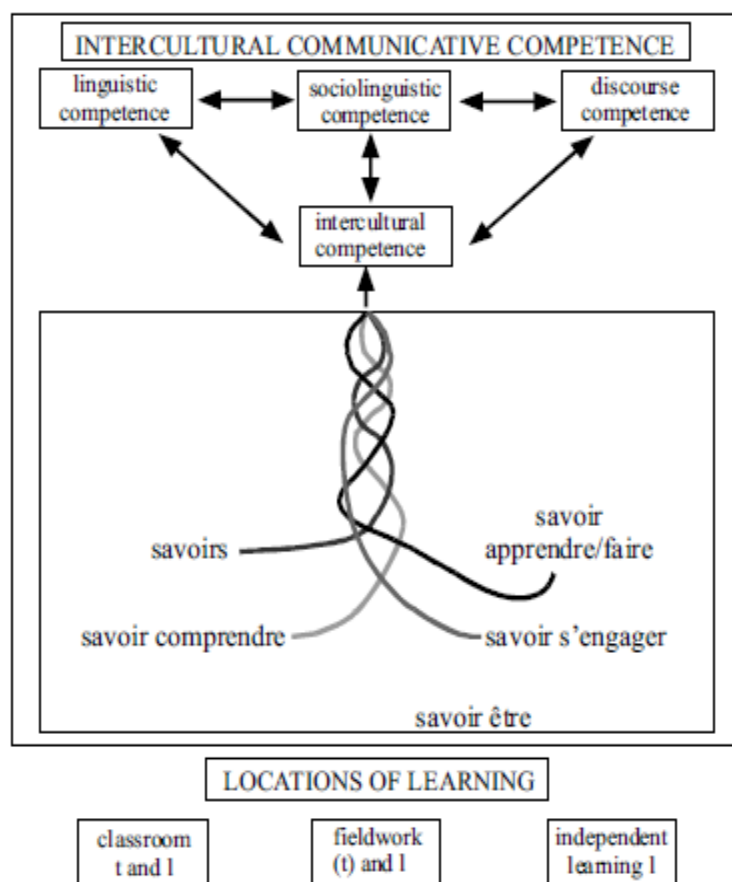 INTERCULTURAL COMMUNICATIVE COMPETENCE
linguistic
competence
sociolinguistic
competence
discourse
competence
intercultural
competence
savoirs
savoir
apprendre/faire
savoir comprendre
savoir s’engager
savoir être
LOCATIONS OF LEARNING
classroom
t and l
fieldwork
(t) and l
independent
learning l